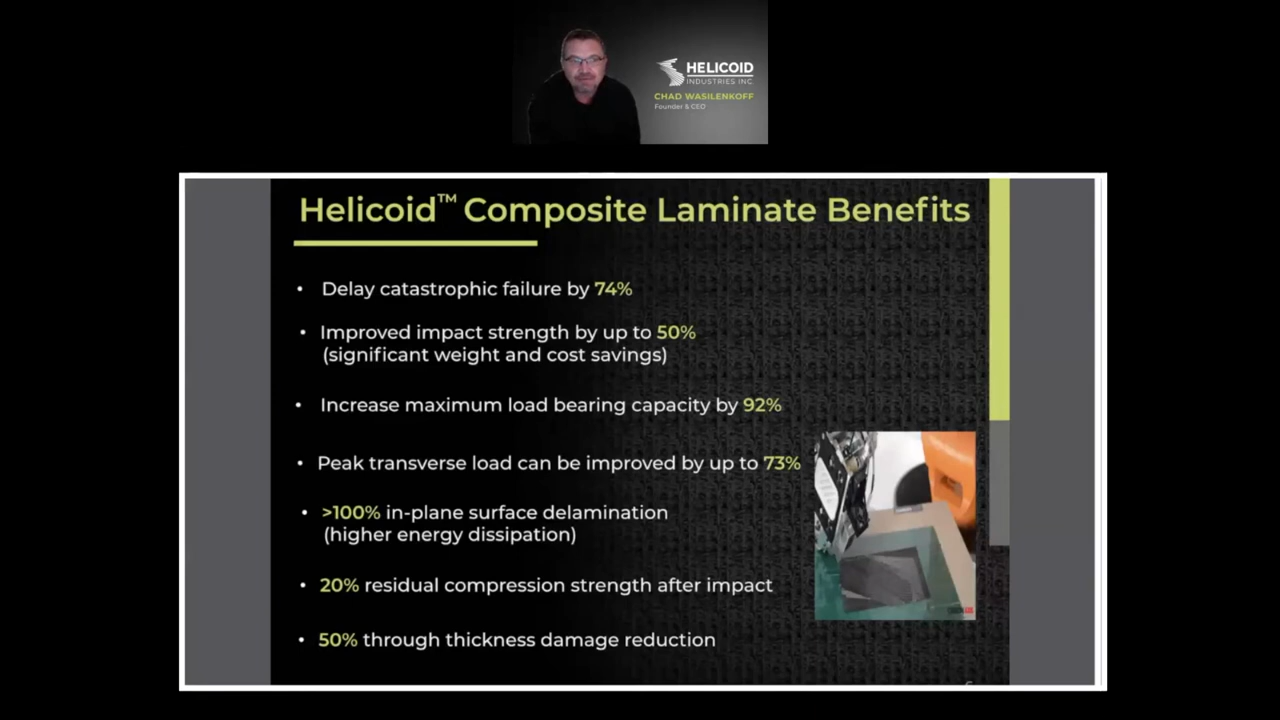 HELICOID
INDUSTRIES INC.
CHAD WASILENKOFF
Founder & CEO
Helicoid™ Composite Laminate Benefits
• Delay catastrophic failure by 74%
• Improved impact strength by up to 50%
(significant weight and cost savings)
• Increase maximum load bearing capacity by 92%
• Peak transverse load can be improved by up to 73%
• >100% in-plane surface delamination
(higher energy dissipation)
• 20% residual compression strength after impact
• 50% through thickness damage reduction